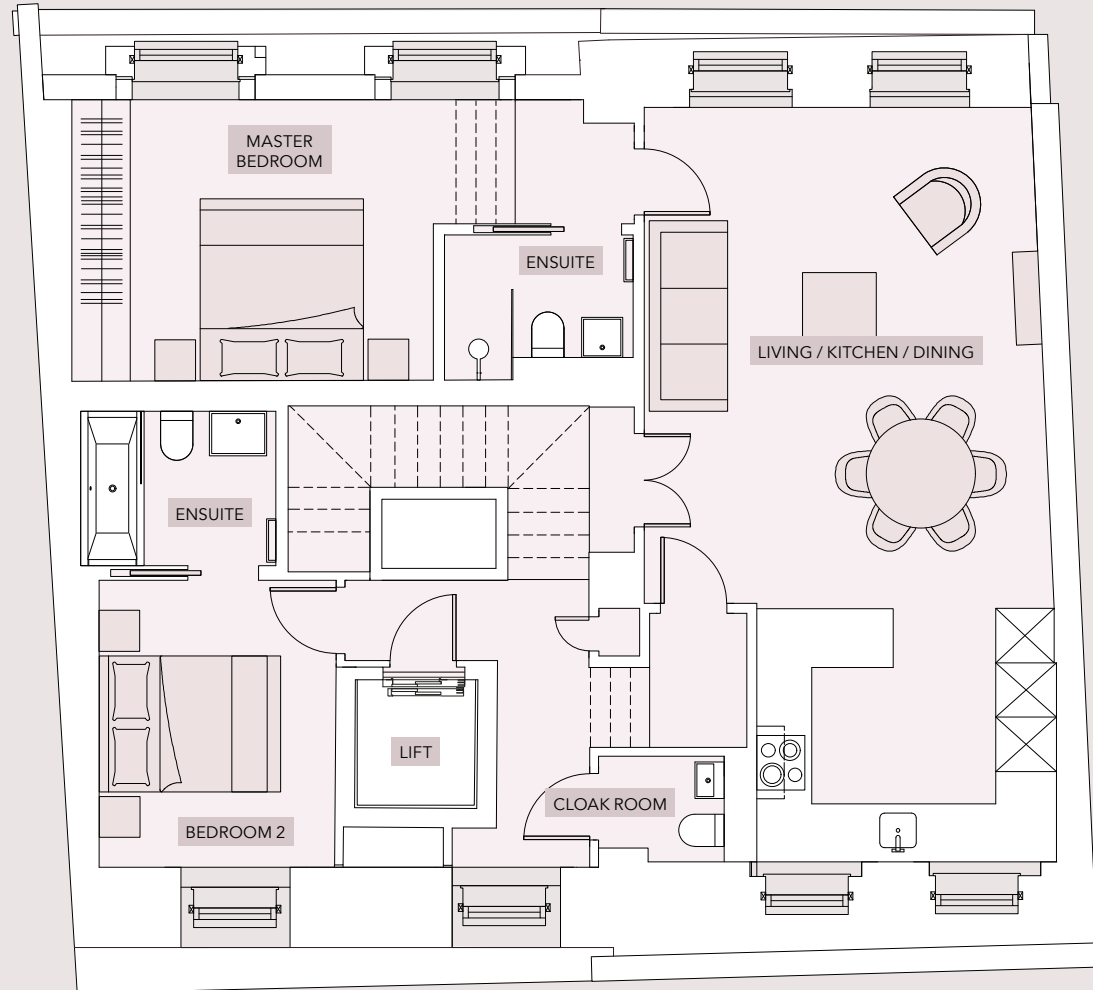 MASTER
BEDROOM
ENSUITE
LIVING / KITCHEN / DINING
ENSUITE
LIFT
CLOAK ROOM
BEDROOM 2